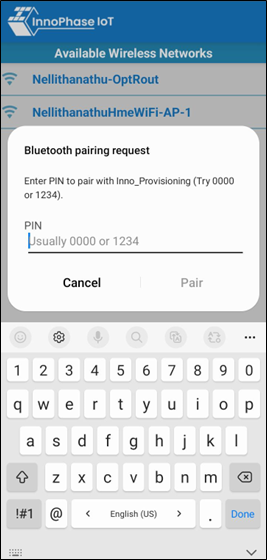 InnoPhase IoT
Available Wireless Networks
Nellithanathu-OptRout
NellithanathuHmeWiFi-AP-1
Bluetooth pairing request
Enter PIN to pair with Inno_Provisioning (Try 0000
or 1234).
PIN
Usually 0000 or 1234
Cancel Pair
1 2 3 4 5 6 7 8 9 0
q w e r t y u i o p
a s d f g h j k l
z x c v b n m
!#1 @ < English (US) > . Done